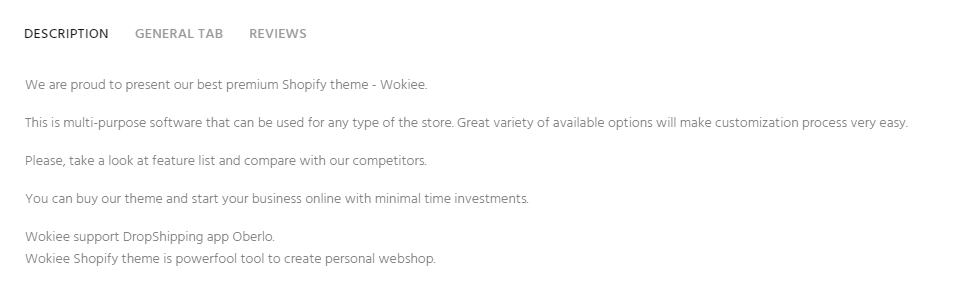 DESCRIPTION GENERAL TAB REVIEWS
We are proud to present our best premium Shopify theme - Wokiee.
This is multi-purpose software that can be used for any type of the store. Great variety of available options will make customization process very easy.
Please, take a look at feature list and compare with our competitors.
You can buy our theme and start your business online with minimal time investments.
Wokiee support DropShipping app Oberlo.
Wokiee Shopify theme is powerfool tool to create personal webshop.